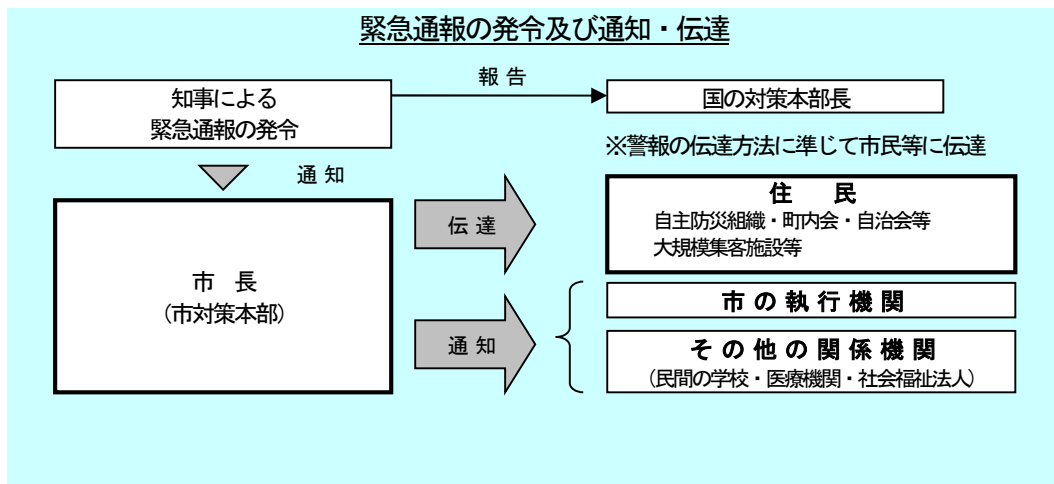 緊急通報の発令及び通知・伝達
知事による
緊急通報の発令
報 告
国の対策本部長
※警報の伝達方法に準じて市民等に伝達
通 知
市 長
(市対策本部)
伝 達
住 民
自主防災組織・町内会・自治会等
大規模集客施設等
通 知
市 の 執 行 機 関
そ の 他 の 関 係 機 関
(民間の学校・医療機関・社会福祉法人)